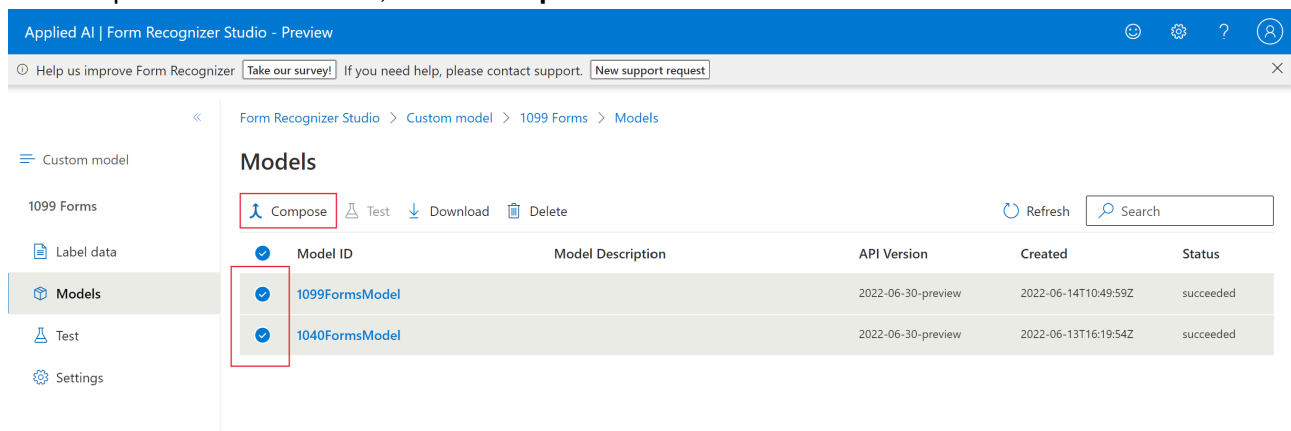 Applied AI | Form Recognizer Studio - Preview
Help us improve Form Recognizer Take our survey! If you need help, please contact support. New support request
Form Recognizer Studio > Custom model > 1099 Forms > Models
Custom model
Models
1099 Forms
Compose Test Download Delete Refresh Search
Label data
Model ID Model Description API Version Created Status
Models
1099FormsModel 2022-06-30-preview 2022-06-14T10:49:59Z succeeded
Test
1040FormsModel 2022-06-30-preview 2022-06-13T16:19:54Z succeeded
Settings